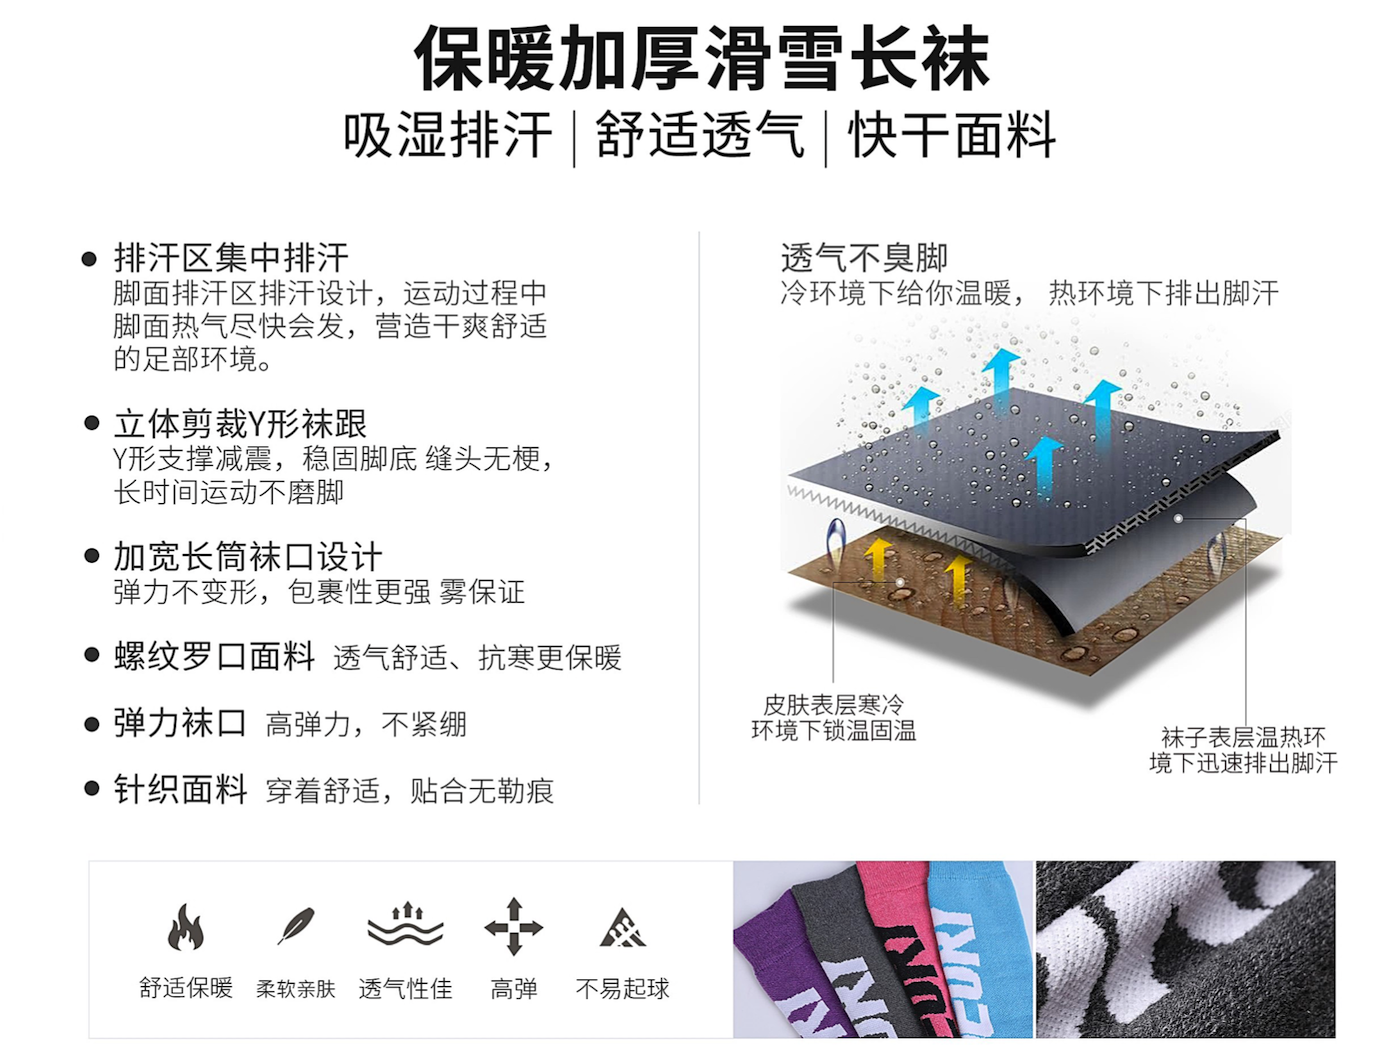 保暖加厚滑雪长袜
吸湿排汗 | 舒适透气 | 快干面料
● 排汗区集中排汗
脚面排汗区排汗设计，运动过程中
脚面热气尽快会发，营造干爽舒适
的足部环境。
● 立体剪裁Y形袜跟
Y形支撑减震，稳固脚底 缝头无梗，
长时间运动不磨脚
● 加宽长筒袜口设计
弹力不变形，包裹性更强 雾保证
● 螺纹罗口面料 透气舒适、抗寒更保暖
● 弹力袜口 高弹力，不紧绷
● 针织面料 穿着舒适，贴合无勒痕
透气不臭脚
冷环境下给你温暖， 热环境下排出脚汗
皮肤表层寒冷
环境下锁温固温
袜子表层温热环
境下迅速排出脚汗
舒适保暖 柔软亲肤 透气性佳 高弹 不易起球